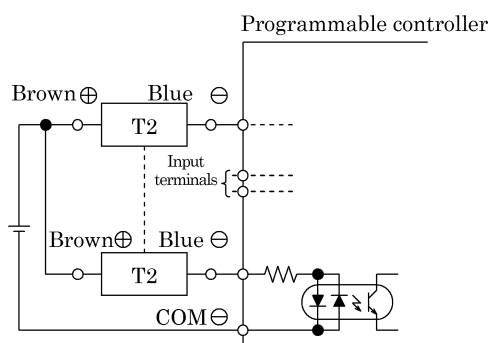 Programmable controller
Brown ⊕ Blue ⊖
T2
Input
terminals
Brown ⊕ Blue ⊖
T2
COM ⊖